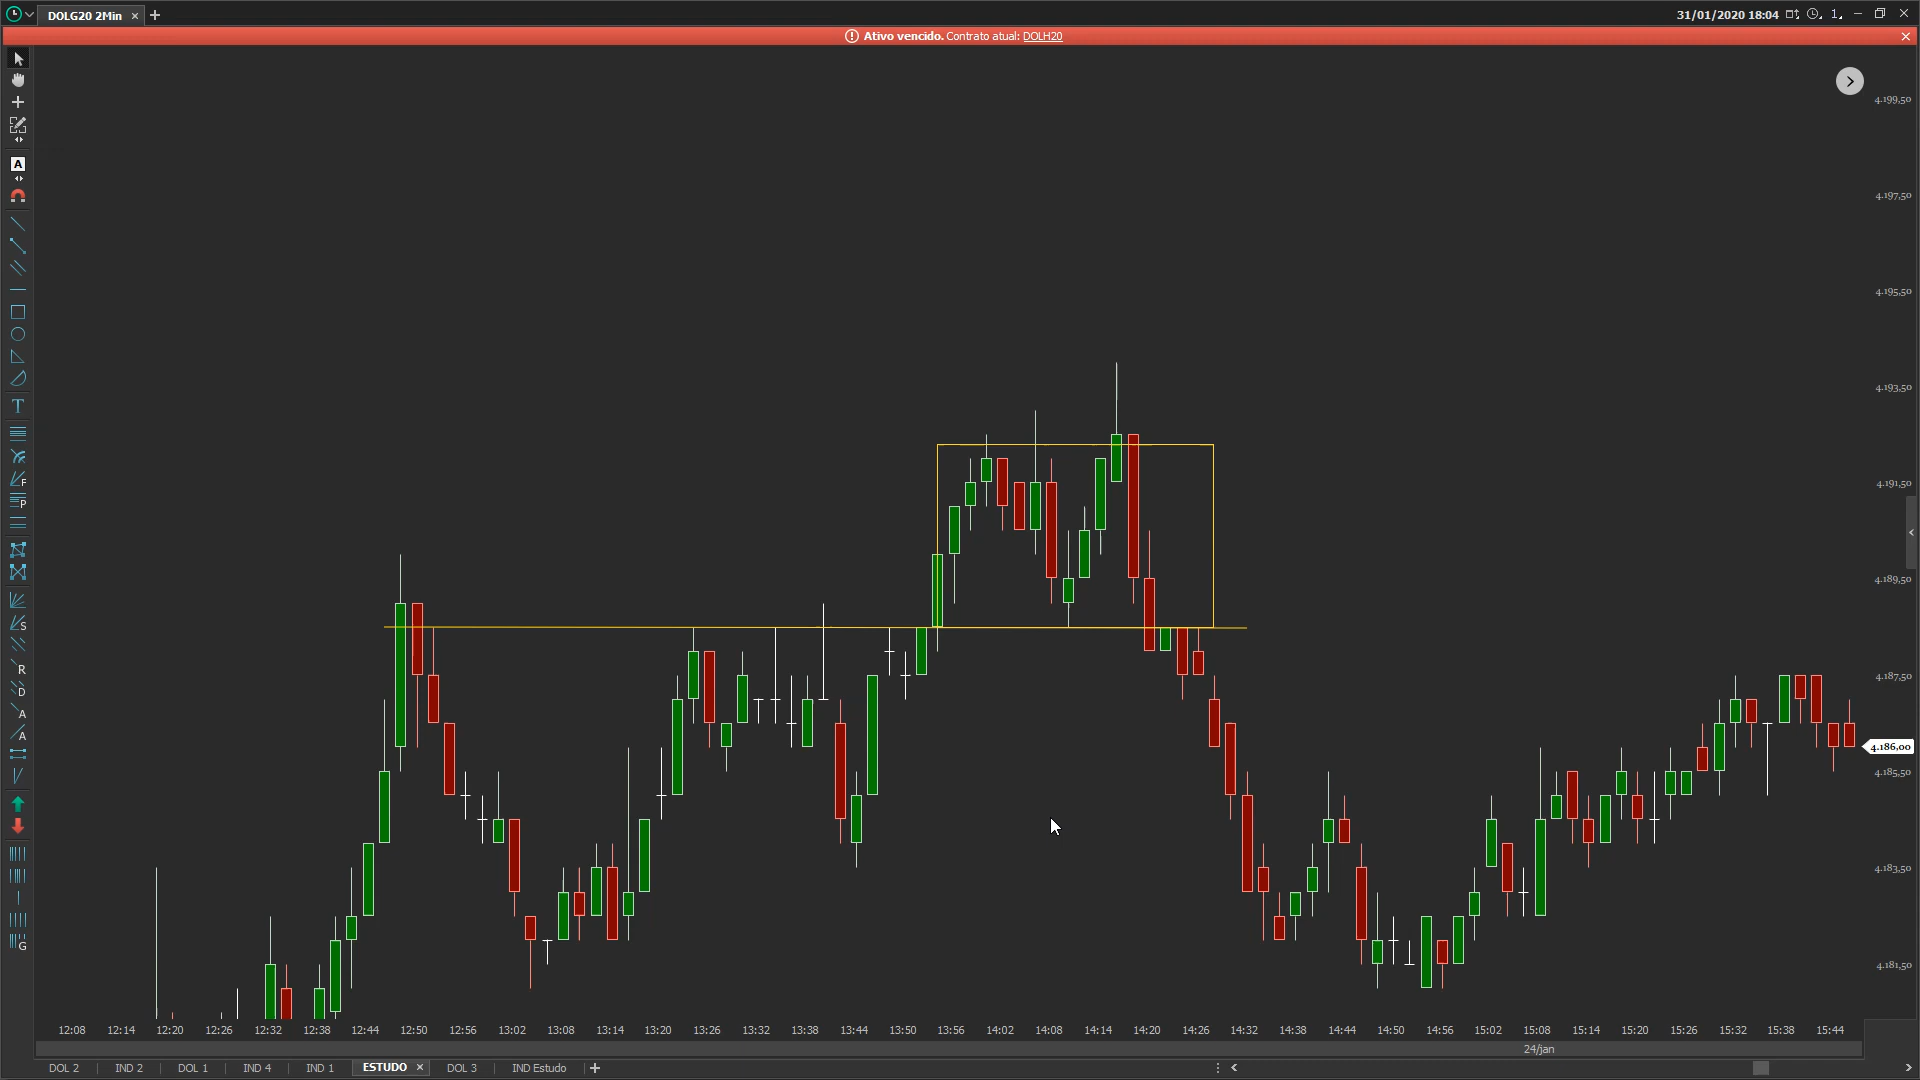 DOLG20 2Min
31/01/2020 18:04
1
Ativo vencido. Contrato atual: DOLH20
A
T
F
P
S
R
D
A
A
G
4.199,50
4.197,50
4.195,50
4.193,50
4.191,50
4.189,50
4.187,50
4.186,00
4.185,50
4.183,50
4.181,50
12:08 12:14 12:20 12:26 12:32 12:38 12:44 12:50 12:56 13:02 13:08 13:14 13:20 13:26 13:32 13:38 13:44 13:50 13:56 14:02 14:08 14:14 14:20 14:26 14:32 14:38 14:44 14:50 14:56 15:02 15:08 15:14 15:20 15:26 15:32 15:38 15:44
24/jan
DOL 2 IND 2 DOL 1 IND 4 IND 1 ESTUDO DOL 3 IND Estudo